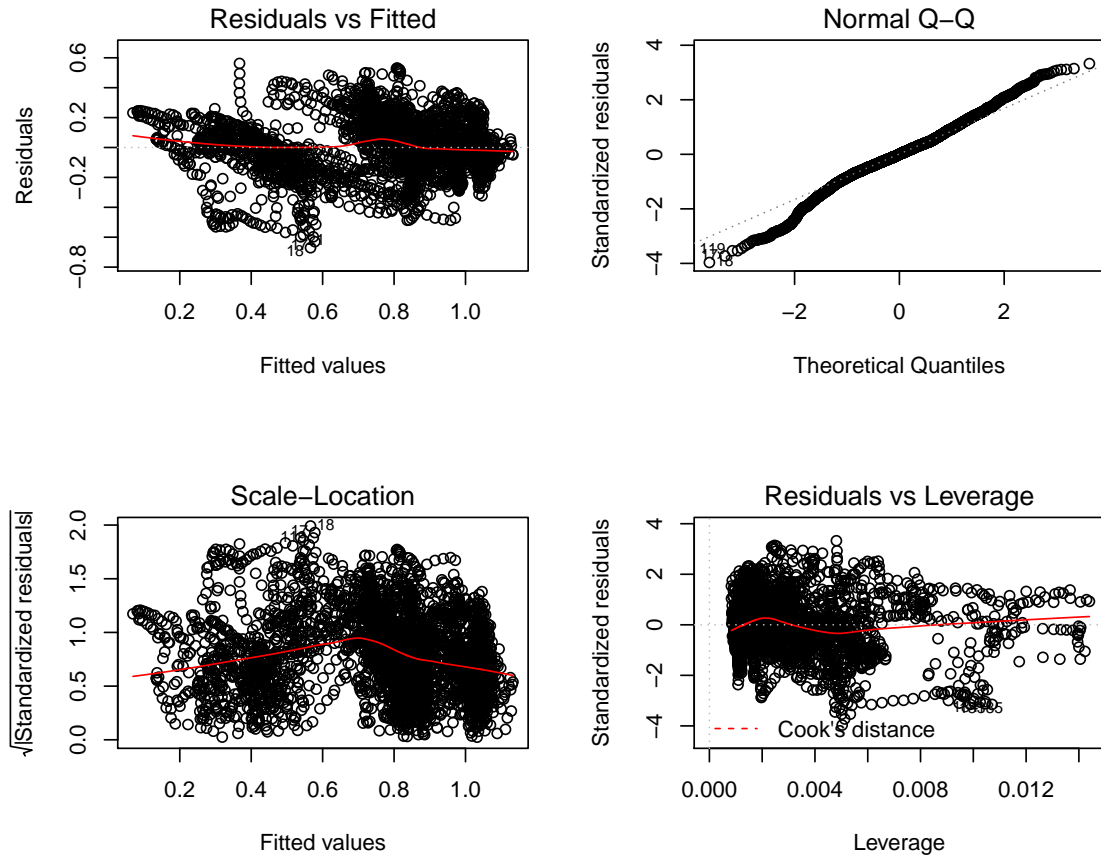 Residuals vs Fitted
Residuals
−0.8
−0.2
0.2
0.6
0.2
0.4
0.6
0.8
1.0
Fitted values
18
Normal Q−Q
Standardized residuals
−4
−2
0
2
4
−2
0
2
Theoretical Quantiles
Scale−Location
√|Standardized residuals|
0.0
0.5
1.0
1.5
2.0
0.2
0.4
0.6
0.8
1.0
Fitted values
18
Residuals vs Leverage
Standardized residuals
−4
−2
0
2
4
0.000
0.004
0.008
0.012
Leverage
Cook's distance